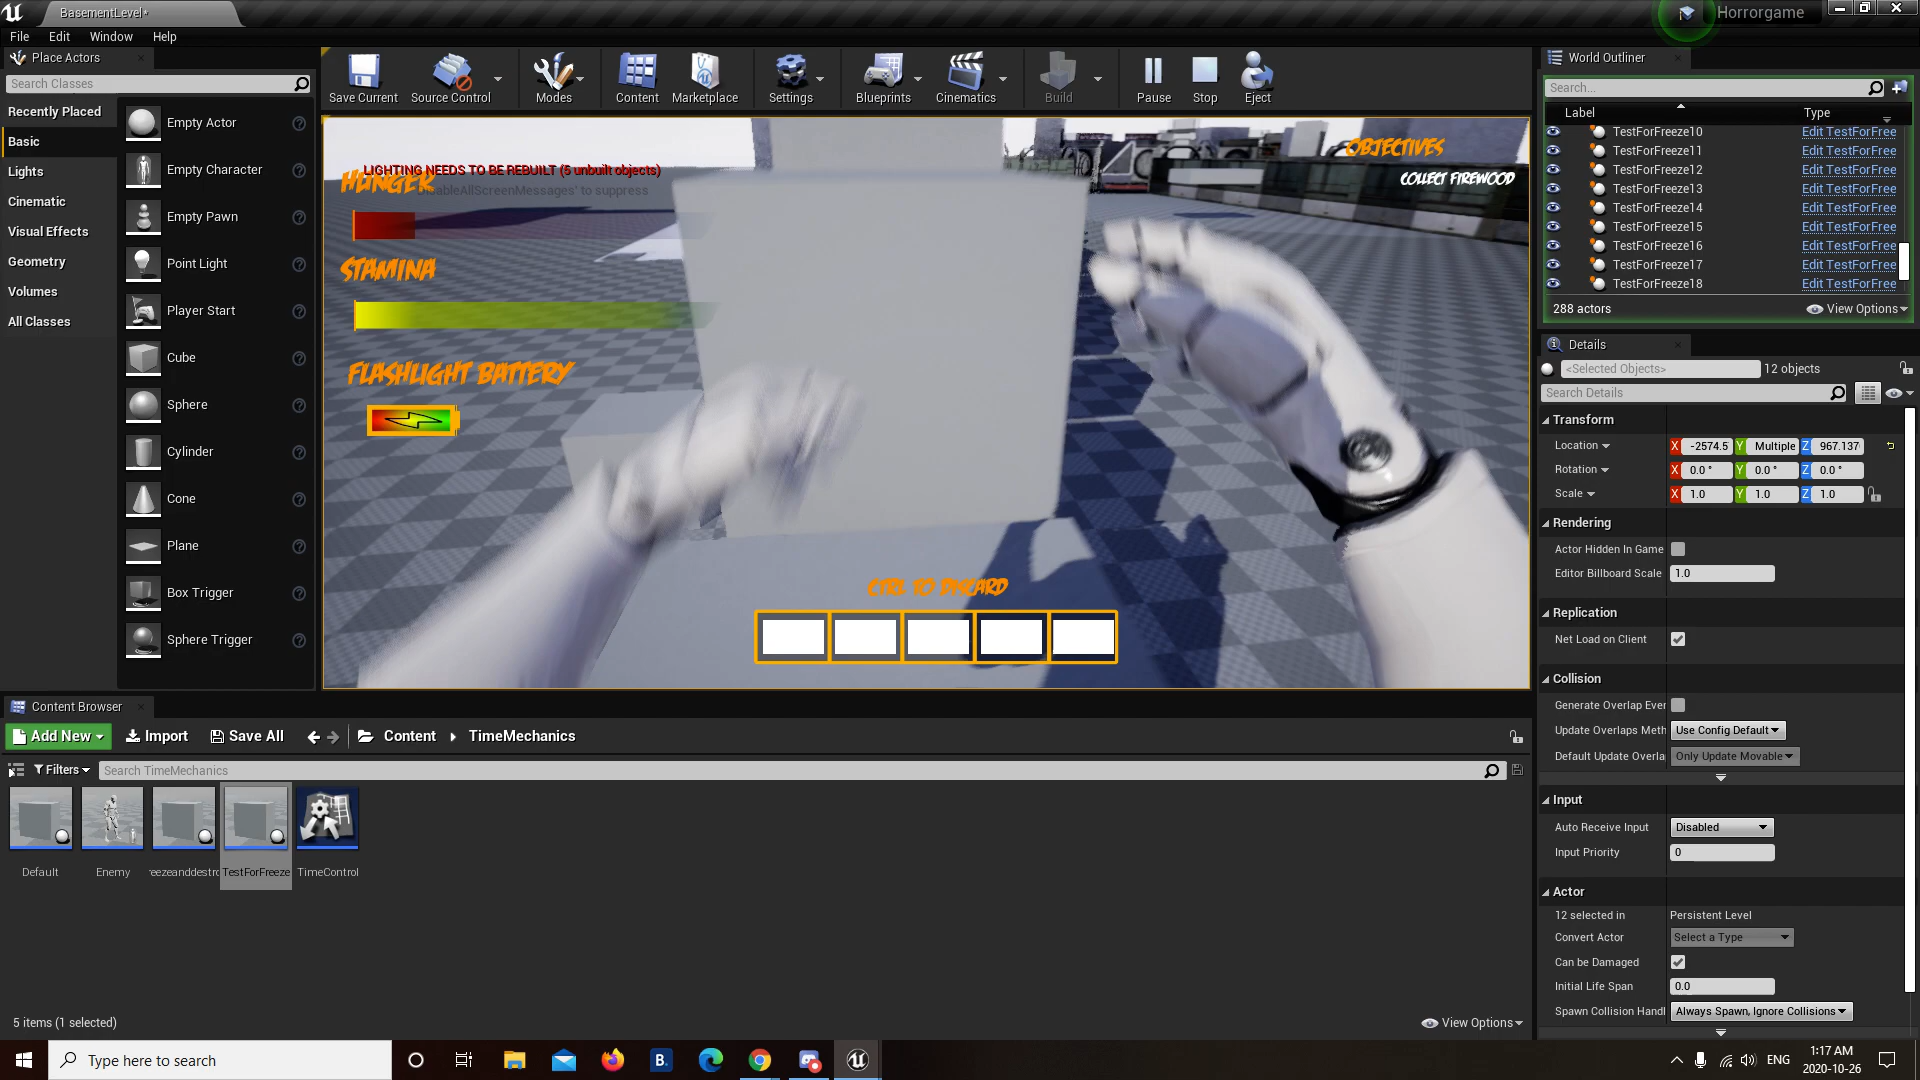 BasementLevel*
Horrorgame
File Edit Window Help
Place Actors
Search Classes
Recently Placed
Basic
Lights
Cinematic
Visual Effects
Geometry
Volumes
All Classes
Empty Actor
Empty Character
Empty Pawn
Point Light
Player Start
Cube
Sphere
Cylinder
Cone
Plane
Box Trigger
Sphere Trigger
Save Current Source Control Modes Content Marketplace Settings Blueprints Cinematics Build Pause Stop Eject
LIGHTING NEEDS TO BE REBUILT (5 unbuilt objects)
isableAllScreenMessages' to suppress
HUNGER
STAMINA
FLASHLIGHT BATTERY
OBJECTIVES
COLLECT FIREWOOD
CTRL TO DISCARD
World Outliner
Search...
Label Type
TestForFreeze10 Edit TestForFree
TestForFreeze11 Edit TestForFree
TestForFreeze12 Edit TestForFree
TestForFreeze13 Edit TestForFree
TestForFreeze14 Edit TestForFree
TestForFreeze15 Edit TestForFree
TestForFreeze16 Edit TestForFree
TestForFreeze17 Edit TestForFree
TestForFreeze18 Edit TestForFree
288 actors View Options
Details
<Selected Objects> 12 objects
Search Details
Transform
Location X -2574.5 Y Multiple Z 967.137
Rotation X 0.0 ° Y 0.0 ° Z 0.0 °
Scale X 1.0 Y 1.0 Z 1.0
Rendering
Actor Hidden In Game
Editor Billboard Scale 1.0
Replication
Net Load on Client
Collision
Generate Overlap Ever
Update Overlaps Meth Use Config Default
Default Update Overla Only Update Movable
Input
Auto Receive Input Disabled
Input Priority 0
Actor
12 selected in Persistent Level
Convert Actor Select a Type
Can be Damaged
Initial Life Span 0.0
Spawn Collision Handl Always Spawn, Ignore Collisions
Content Browser
Add New Import Save All Content TimeMechanics
Filters Search TimeMechanics
Default Enemy reezeanddestro TestForFreeze TimeControl
5 items (1 selected) View Options
Type here to search
B.
ENG
1:17 AM
2020-10-26